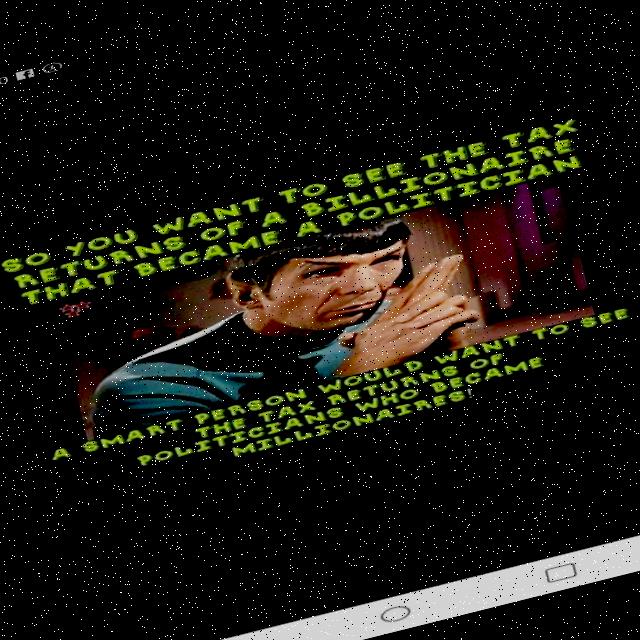 SO YOU WANT TO SEE THE TAX
RETURNS OF A BILLIONAIRE
THAT BECAME A POLITICIAN
A SMART PERSON WOULD WANT TO SEE
THE TAX RETURNS OF
POLITICIANS WHO BECAME
MILLIONAIRES